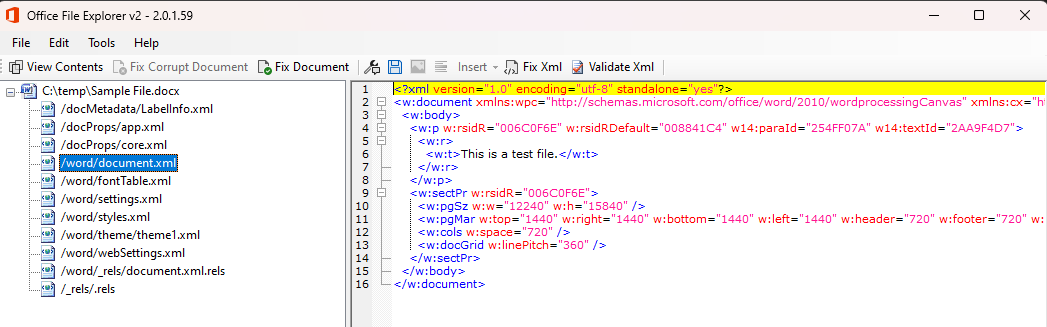 Office File Explorer v2 - 2.0.1.59
File Edit Tools Help
View Contents Fix Corrupt Document Fix Document Insert Fix Xml Validate Xml
C:\temp\Sample File.docx
/docMetadata/LabelInfo.xml
/docProps/app.xml
/docProps/core.xml
/word/document.xml
/word/fontTable.xml
/word/settings.xml
/word/styles.xml
/word/theme/theme1.xml
/word/webSettings.xml
/word/_rels/document.xml.rels
/_rels/.rels
1 <?xml version="1.0" encoding="utf-8" standalone="yes"?>
2 <w:document xmlns:wpc="http://schemas.microsoft.com/office/word/2010/wordprocessingCanvas" xmlns:cx="ht
3 <w:body>
4 <w:p w:rsidR="006C0F6E" w:rsidRDefault="008841C4" w14:paraId="254FF07A" w14:textId="2AA9F4D7">
5 <w:r>
6 <w:t>This is a test file.</w:t>
7 </w:r>
8 </w:p>
9 <w:sectPr w:rsidR="006C0F6E">
10 <w:pgSz w:w="12240" w:h="15840" />
11 <w:pgMar w:top="1440" w:right="1440" w:bottom="1440" w:left="1440" w:header="720" w:footer="720" w:
12 <w:cols w:space="720" />
13 <w:docGrid w:linePitch="360" />
14 </w:sectPr>
15 </w:body>
16 </w:document>